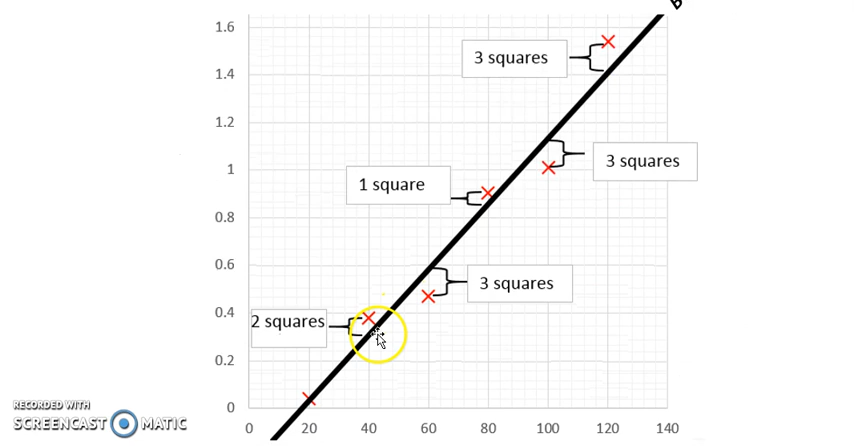 1.6
1.4
1.2
1
0.8
0.6
0.4
0.2
0
0 20 40 60 80 100 120 140
3 squares
3 squares
1 square
3 squares
2 squares
RECORDED WITH
SCREENCAST MATIC